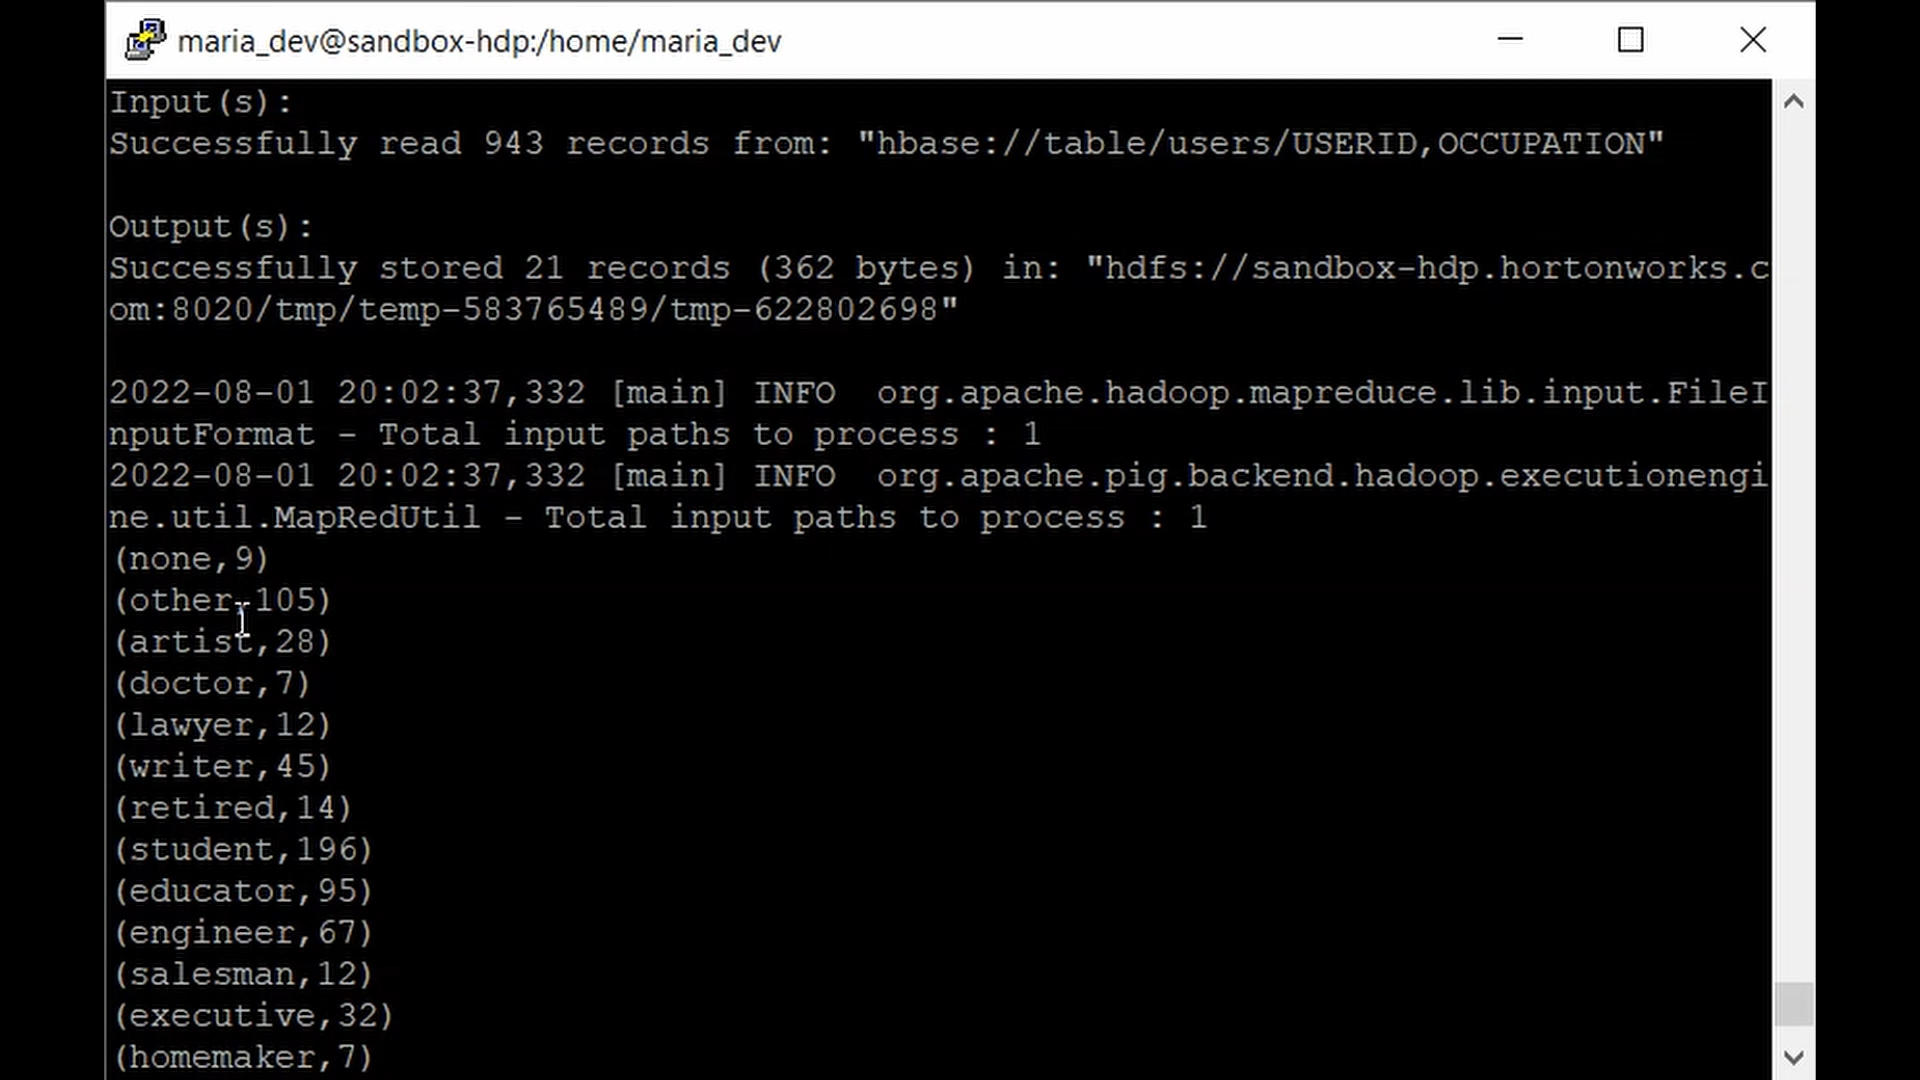 maria_dev@sandbox-hdp:/home/maria_dev
Input(s):
Successfully read 943 records from: "hbase://table/users/USERID,OCCUPATION"
Output(s):
Successfully stored 21 records (362 bytes) in: "hdfs://sandbox-hdp.hortonworks.c
om:8020/tmp/temp-583765489/tmp-622802698"
2022-08-01 20:02:37,332 [main] INFO  org.apache.hadoop.mapreduce.lib.input.FileI
nputFormat - Total input paths to process : 1
2022-08-01 20:02:37,332 [main] INFO  org.apache.pig.backend.hadoop.executionengi
ne.util.MapRedUtil - Total input paths to process : 1
(none,9)
(other,105)
(artist,28)
(doctor,7)
(lawyer,12)
(writer,45)
(retired,14)
(student,196)
(educator,95)
(engineer,67)
(salesman,12)
(executive,32)
(homemaker,7)